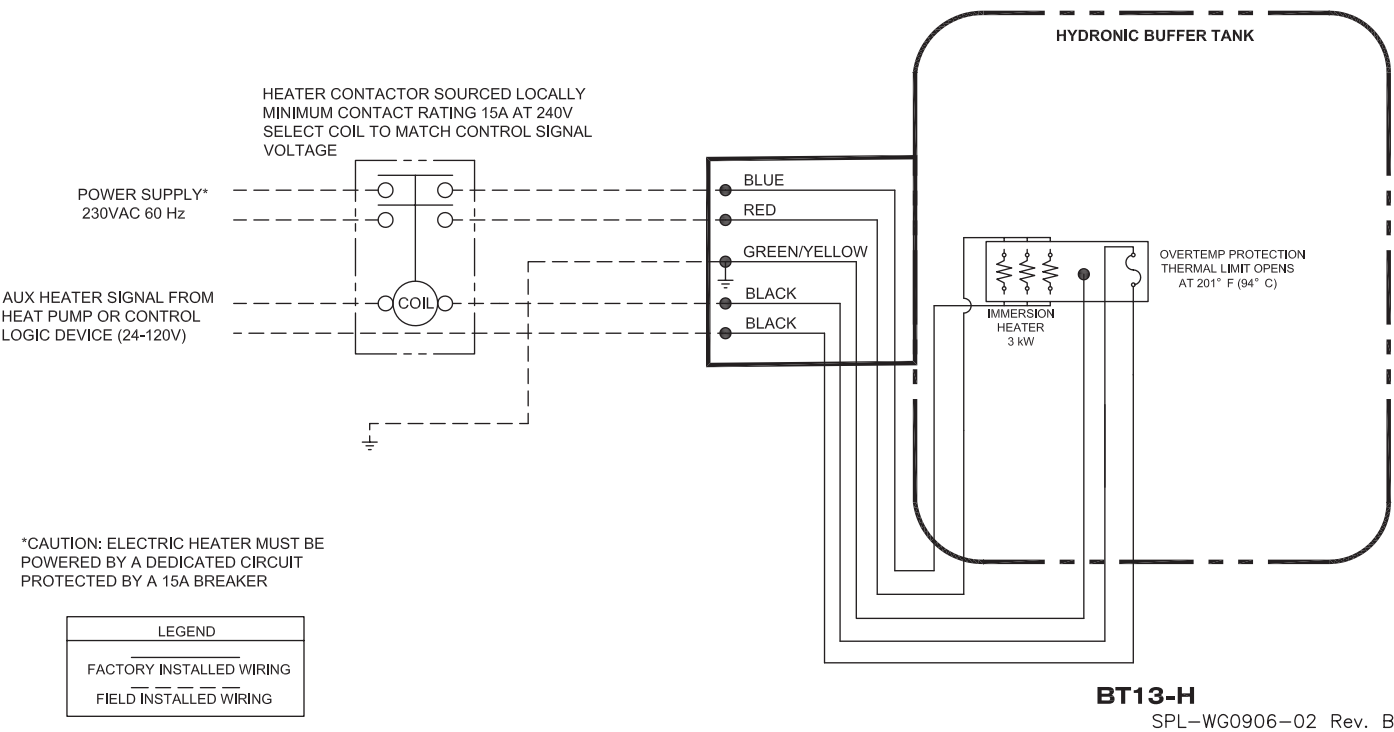 HYDRONIC BUFFER TANK
HEATER CONTACTOR SOURCED LOCALLY
MINIMUM CONTACT RATING 15A AT 240V
SELECT COIL TO MATCH CONTROL SIGNAL
VOLTAGE
POWER SUPPLY*
230VAC 60 Hz
BLUE
RED
GREEN/YELLOW
BLACK
BLACK
AUX HEATER SIGNAL FROM
HEAT PUMP OR CONTROL
LOGIC DEVICE (24-120V)
COIL
OVERTEMP PROTECTION
THERMAL LIMIT OPENS
AT 201° F (94° C)
IMMERSION
HEATER
3 kW
*CAUTION: ELECTRIC HEATER MUST BE
POWERED BY A DEDICATED CIRCUIT
PROTECTED BY A 15A BREAKER
LEGEND
FACTORY INSTALLED WIRING
FIELD INSTALLED WIRING
BT13-H
SPL-WG0906-02 Rev. B